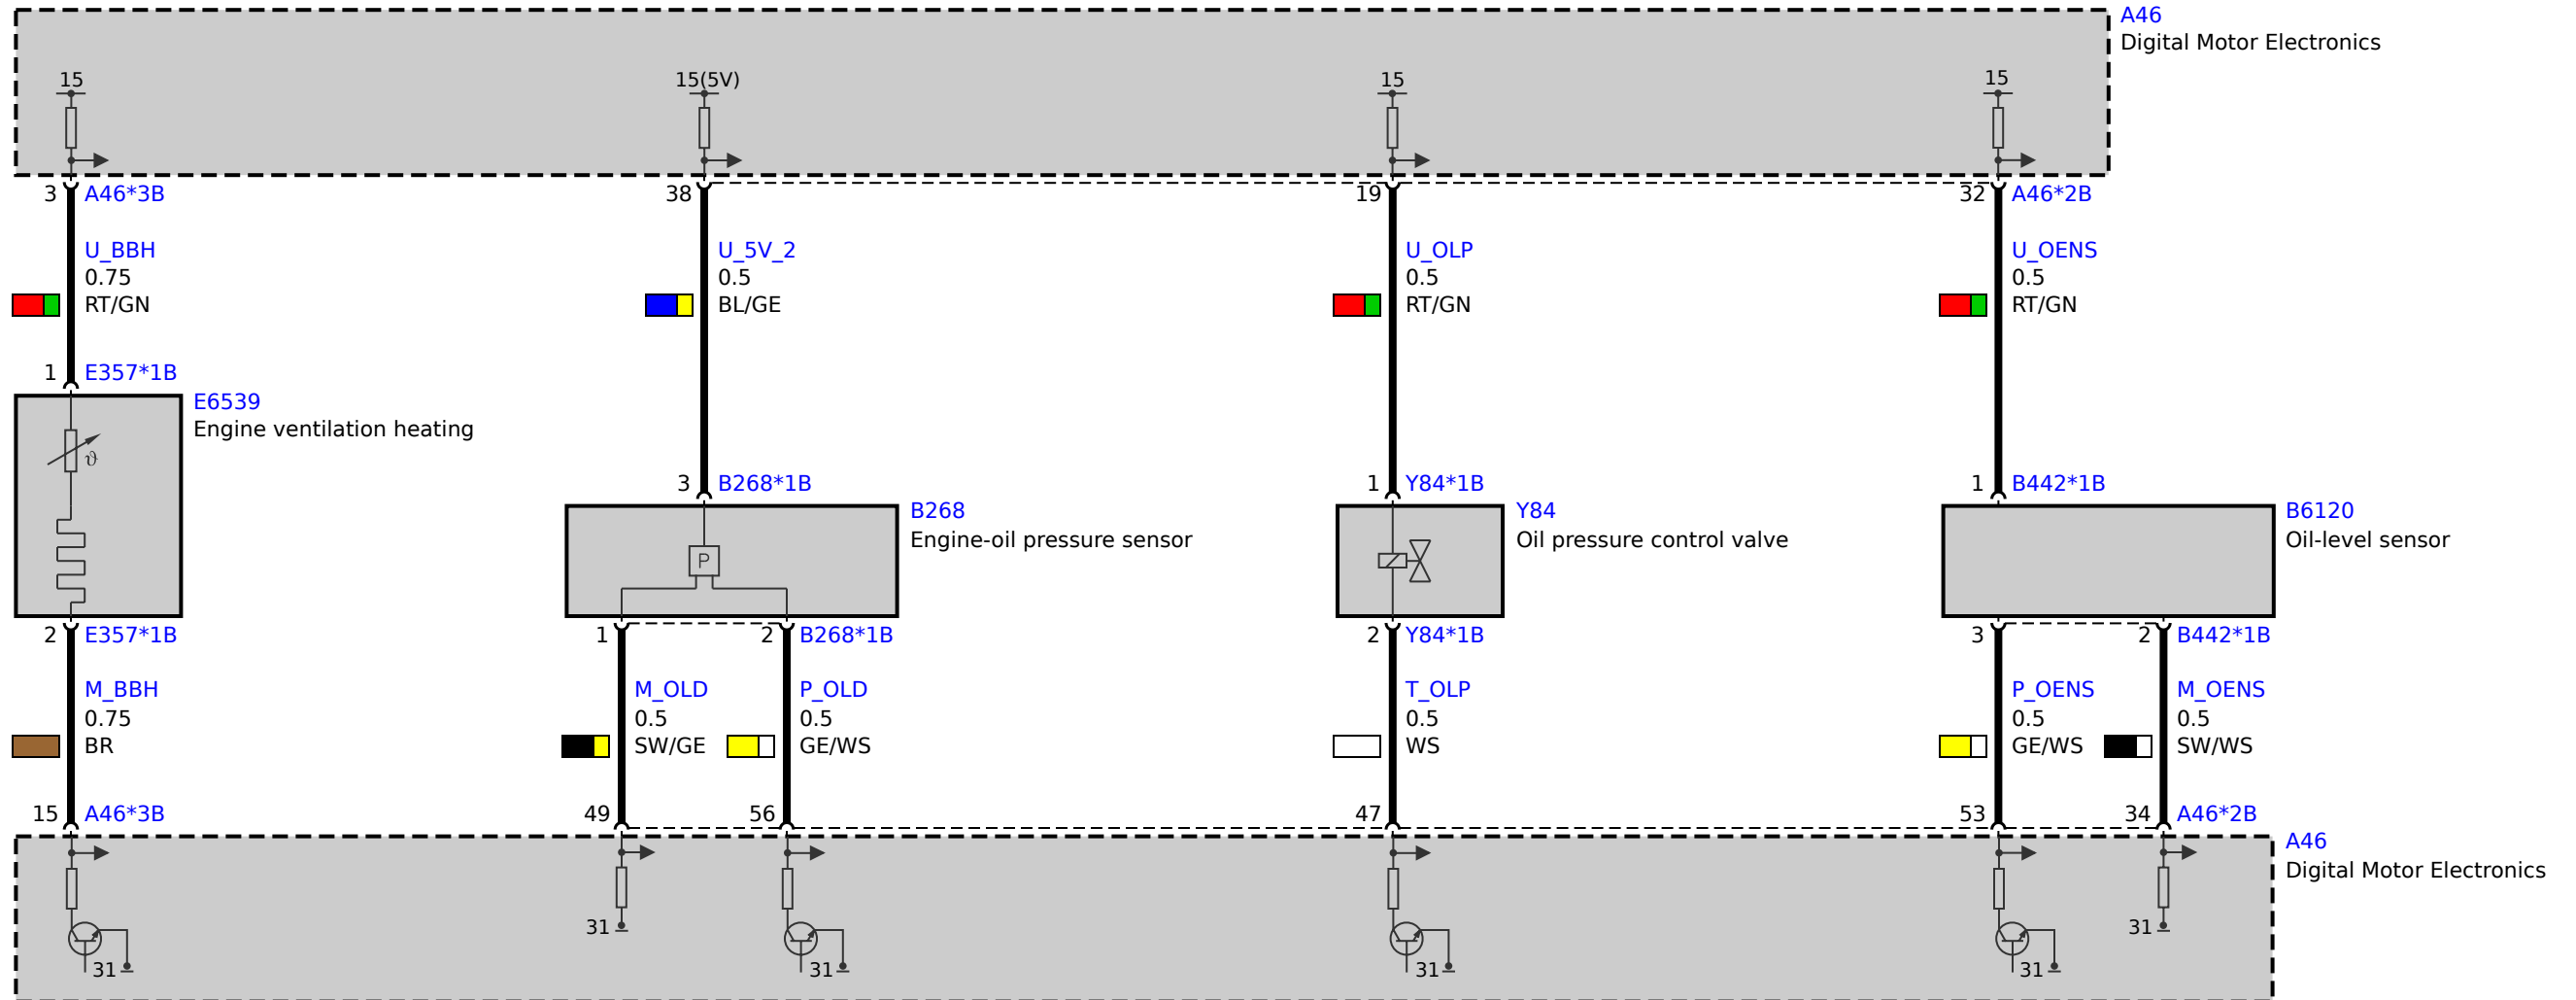 A46
Digital Motor Electronics
15
15(5V)
15
15
3 A46*3B
38
19
32 A46*2B
U_BBH
0.75
RT/GN
U_5V_2
0.5
BL/GE
U_OLP
0.5
RT/GN
U_OENS
0.5
RT/GN
1 E357*1B
E6539
Engine ventilation heating
ϑ
3 B268*1B
B268
Engine-oil pressure sensor
P
1 Y84*1B
Y84
Oil pressure control valve
1 B442*1B
B6120
Oil-level sensor
2 E357*1B
1
2 B268*1B
2 Y84*1B
3
2 B442*1B
M_BBH
0.75
BR
M_OLD
0.5
SW/GE
P_OLD
0.5
GE/WS
T_OLP
0.5
WS
P_OENS
0.5
GE/WS
M_OENS
0.5
SW/WS
15 A46*3B
49
56
47
53
34 A46*2B
A46
Digital Motor Electronics
31
31
31
31
31
31